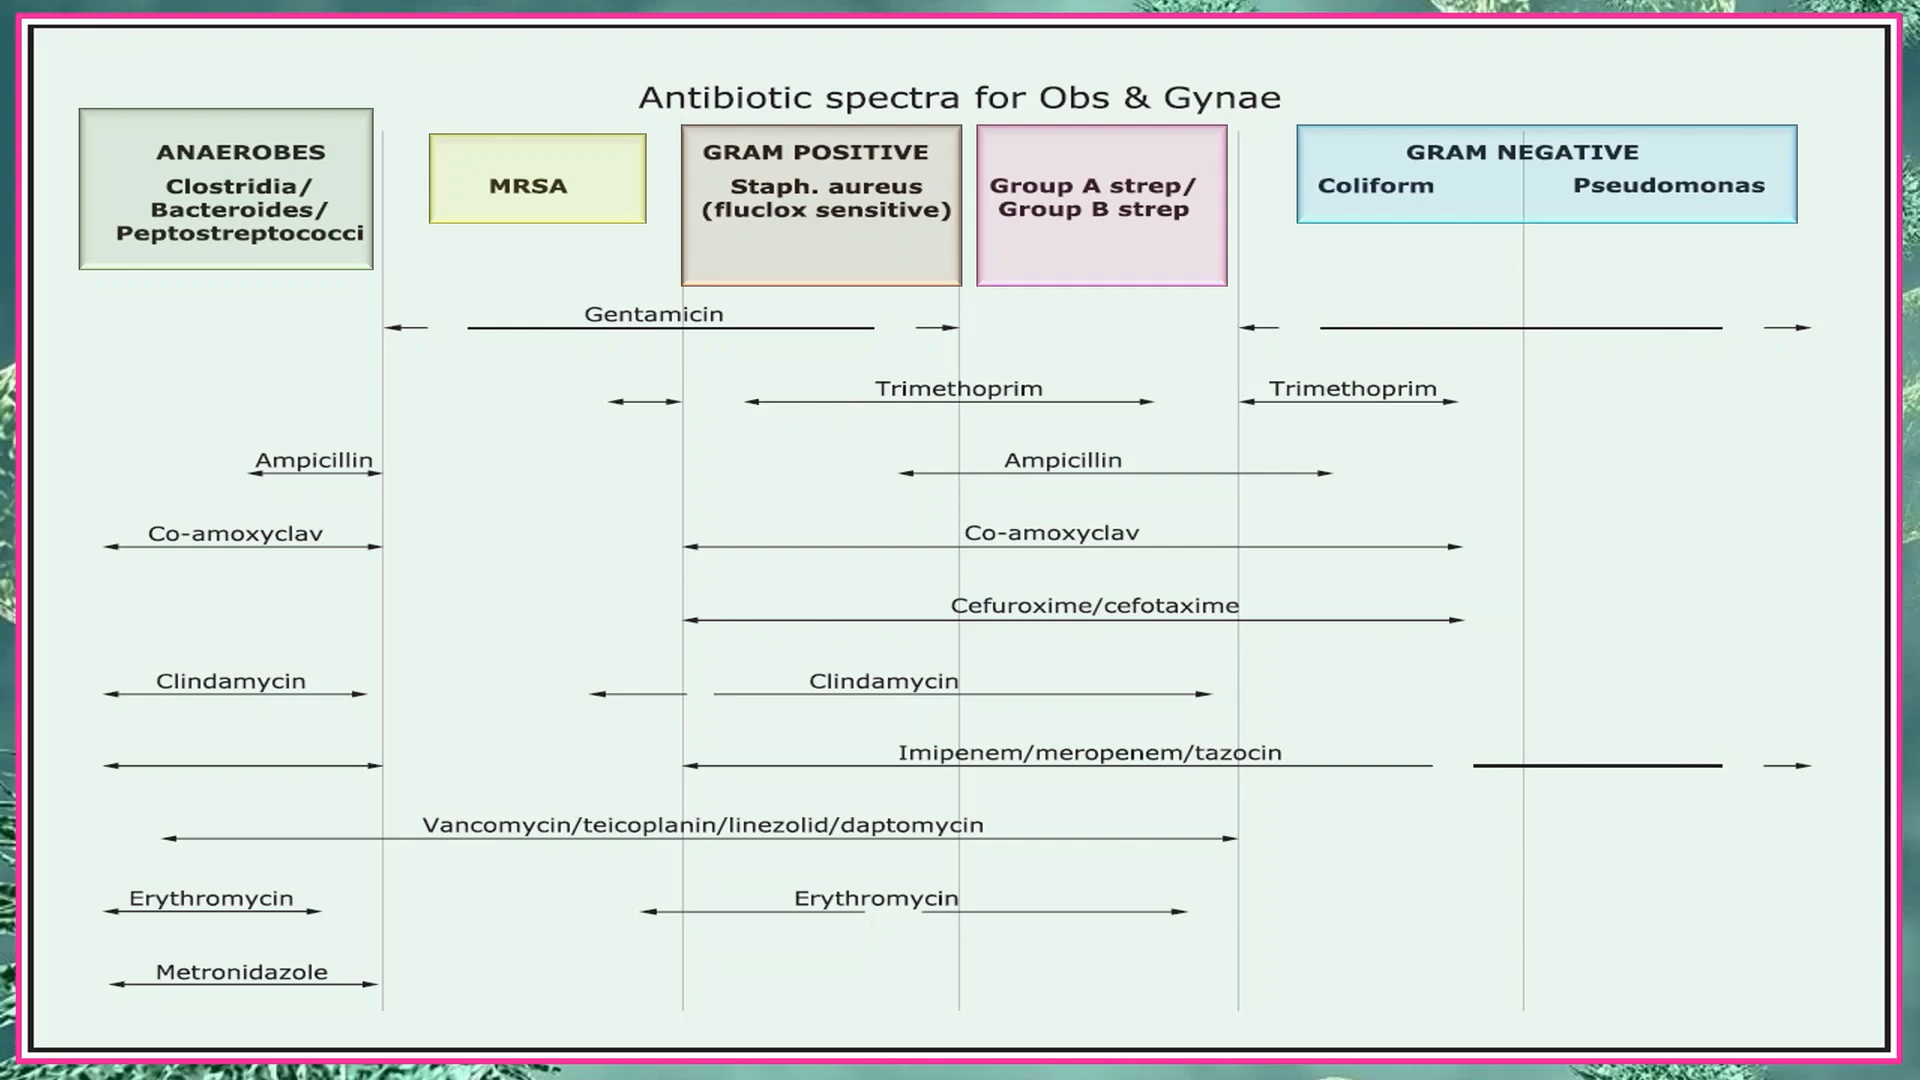 Antibiotic spectra for Obs & Gynae
ANAEROBES
Clostridia/
Bacteroides/
Peptostreptococci
MRSA
GRAM POSITIVE
Staph. aureus
(fluclox sensitive)
Group A strep/
Group B strep
GRAM NEGATIVE
Coliform
Pseudomonas
Gentamicin
Trimethoprim
Trimethoprim
Ampicillin
Ampicillin
Co-amoxyclav
Co-amoxyclav
Cefuroxime/cefotaxime
Clindamycin
Clindamycin
Imipenem/meropenem/tazocin
Vancomycin/teicoplanin/linezolid/daptomycin
Erythromycin
Erythromycin
Metronidazole